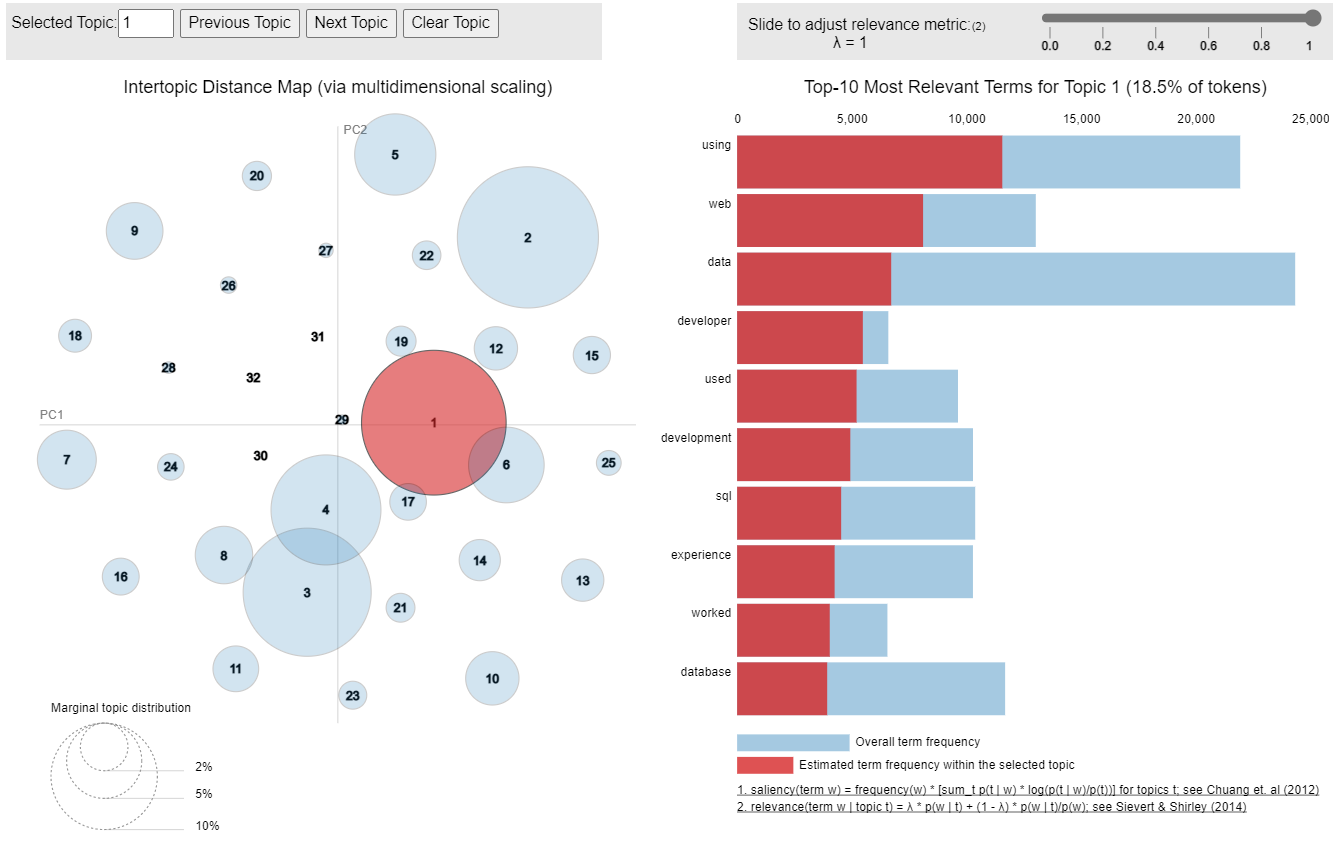 Selected Topic: 1 Previous Topic Next Topic Clear Topic
Slide to adjust relevance metric:(2)
λ = 1
0.0 0.2 0.4 0.6 0.8 1
Intertopic Distance Map (via multidimensional scaling)
PC2
5
20
9
2
27
22
26
31
18
19
12
15
28
32
29
1
PC1
30
7
24
6
25
17
4
8
14
16
13
3
21
11
10
23
Marginal topic distribution
2%
5%
10%
Top-10 Most Relevant Terms for Topic 1 (18.5% of tokens)
0 5,000 10,000 15,000 20,000 25,000
using
web
data
developer
used
development
sql
experience
worked
database
Overall term frequency
Estimated term frequency within the selected topic
1. saliency(term w) = frequency(w) * [sum_t p(t | w) * log(p(t | w)/p(t))] for topics t; see Chuang et. al (2012)
2. relevance(term w | topic t) = λ * p(w | t) + (1 - λ) * p(w | t)/p(w); see Sievert & Shirley (2014)